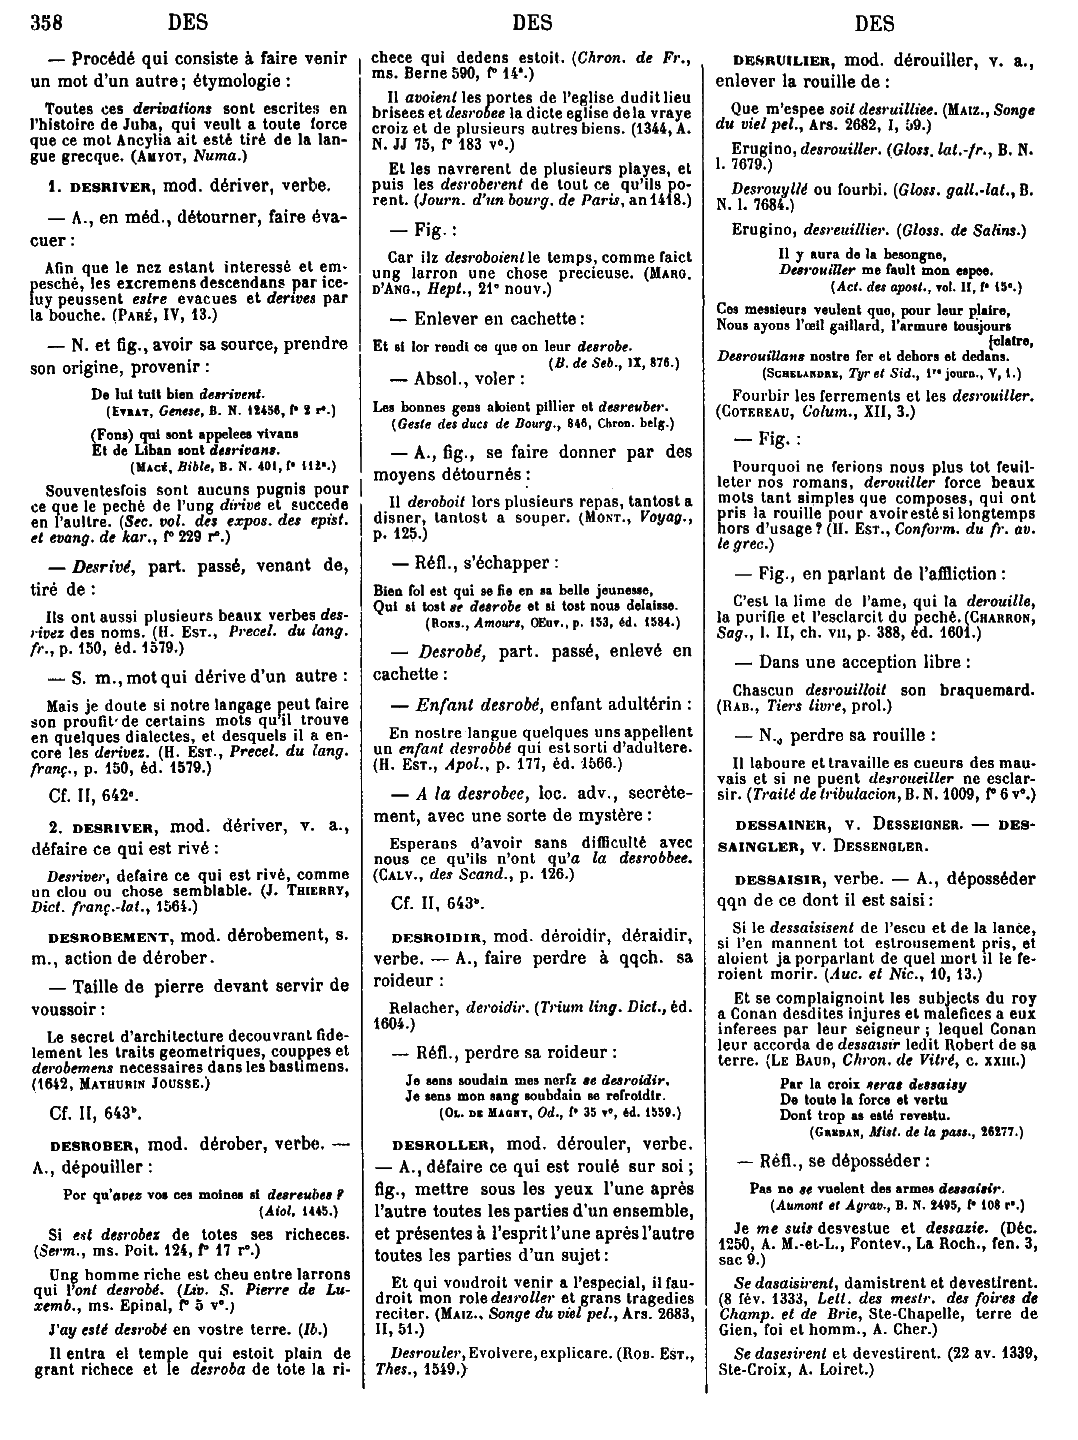 358 DES DES DES
— Procédé qui consiste à faire venir
un mot d'un autre; étymologie :
Toutes ces derivations sont escrites en
l'histoire de Juba, qui veult a toute force
que ce mot Ancylia ait esté tiré de la lan-
gue grecque. (AMYOT, Numa.)
1. DESRIVER, mod. dériver, verbe.
— A., en méd., détourner, faire éva-
cuer :
Afin que le nez estant interessé et em-
pesché, les excremens descendans par ice-
luy peussent estre evacues et derives par
la bouche. (PARÉ, IV, 13.)
— N. et fig., avoir sa source, prendre
son origine, provenir :
De lui tuit bien desrivent.
(EVRAT, Genese, B. N. 12456, f° 2 r°.)
(Fons) qui sont appelees vivans
Et de Liban sont desrivans.
(MACÉ, Bible, B. N. 401, f° 112ª.)
Souventesfois sont aucuns pugnis pour
ce que le peché de l'ung dirive et succede
en l'aultre. (Sec. vol. des expos. des epist.
et evang. de kar., f° 229 r°.)
— Desrivé, part. passé, venant de,
tiré de :
Ils ont aussi plusieurs beaux verbes des-
rivez des noms. (H. EST., Precel. du lang.
fr., p. 150, éd. 1579.)
— S. m., mot qui dérive d'un autre :
Mais je doute si notre langage peut faire
son proufit de certains mots qu'il trouve
en quelques dialectes, et desquels il a en-
core les derivez. (H. EST., Precel. du lang.
franç., p. 150, éd. 1579.)
Cf. II, 642ª.
2. DESRIVER, mod. dériver, v. a.,
défaire ce qui est rivé :
Desriver, defaire ce qui est rivé, comme
un clou ou chose semblable. (J. THIERRY,
Dict. franç.-lat., 1564.)
DESROBEMENT, mod. dérobement, s.
m., action de dérober.
— Taille de pierre devant servir de
voussoir :
Le secret d'architecture decouvrant fide-
lement les traits geometriques, couppes et
derobemens necessaires dans les bastimens.
(1642, MATHURIN JOUSSE.)
Cf. II, 643ᵇ.
DESROBER, mod. dérober, verbe. —
A., dépouiller :
Por qu'avez vos ces moines si desreubes ?
(Aiol, 1445.)
Si est desrobez de totes ses richeces.
(Serm., ms. Poit. 124, f° 17 r°.)
Ung homme riche est cheu entre larrons
qui l'ont desrobé. (Liv. S. Pierre de Lu-
xemb., ms. Epinal, f° 5 v°.)
J'ay esté desrobé en vostre terre. (Ib.)
Il entra el temple qui estoit plain de
grant richece et le desroba de tote la ri-
chece qui dedens estoit. (Chron. de Fr.,
ms. Berne 590, f° 14ª.)
Il avoient les portes de l'eglise dudit lieu
brisees et desrobee la dicte eglise de la vraye
croiz et de plusieurs autres biens. (1344, A.
N. JJ 75, f° 183 v°.)
Et les navrerent de plusieurs playes, et
puis les desroberent de tout ce qu'ils po-
rent. (Journ. d'un bourg. de Paris, an 1418.)
— Fig. :
Car ilz desroboient le temps, comme faict
ung larron une chose precieuse. (MARG.
D'ANG., Hept., 21ᵉ nouv.)
— Enlever en cachette :
Et si lor rendi ce que on leur desrobe.
(B. de Seb., IX, 876.)
— Absol., voler :
Les bonnes gens aloient pillier et desreuber.
(Geste des ducs de Bourg., 846, Chron. belg.)
— A., fig., se faire donner par des
moyens détournés :
Il deroboit lors plusieurs repas, tantost a
disner, tantost a souper. (MONT., Voyag.,
p. 125.)
— Réfl., s'échapper :
Bien fol est qui se fie en sa belle jeunesse,
Qui si tost se desrobe et si tost nous delaisse.
(RONS., Amours, OEuv., p. 153, éd. 1584.)
— Desrobé, part. passé, enlevé en
cachette :
— Enfant desrobé, enfant adultérin :
En nostre langue quelques uns appellent
un enfant desrobbé qui est sorti d'adultere.
(H. EST., Apol., p. 177, éd. 1566.)
— A la desrobee, loc. adv., secrète-
ment, avec une sorte de mystère :
Esperans d'avoir sans difficulté avec
nous ce qu'ils n'ont qu'a la desrobbee.
(CALV., des Scand., p. 126.)
Cf. II, 643ᵇ.
DESROIDIR, mod. déroidir, déraidir,
verbe. — A., faire perdre à qqch. sa
roideur :
Relacher, deroidir. (Trium ling. Dict., éd.
1604.)
— Réfl., perdre sa roideur :
Je sens soudain mes nerfz se desroidir,
Je sens mon sang soubdain se refroidir.
(OL. DE MAGNY, Od., f° 35 v°, éd. 1559.)
DESROLLER, mod. dérouler, verbe.
— A., défaire ce qui est roulé sur soi ;
fig., mettre sous les yeux l'une après
l'autre toutes les parties d'un ensemble,
et présentes à l'esprit l'une après l'autre
toutes les parties d'un sujet :
Et qui voudroit venir a l'especial, il fau-
droit mon role desroller et grans tragedies
reciter. (MAIZ., Songe du viel pel., Ars. 2683,
II, 51.)
Desrouler, Evolvere, explicare. (ROB. EST.,
Thes., 1549.)
DESRUILIER, mod. dérouiller, v. a.,
enlever la rouille de :
Que m'espee soit desruilliee. (MAIZ., Songe
du viel pel., Ars. 2682, I, 59.)
Erugino, desrouiller. (Gloss. lat.-fr., B. N.
l. 7679.)
Desrouyllé ou fourbi. (Gloss. gall.-lat., B.
N. l. 7684.)
Erugino, desreuillier. (Gloss. de Salins.)
Il y aura de la besongne,
Desrouiller me fault mon espee.
(Act. des apost., vol. II, f° 15ᵉ.)
Ces messieurs veulent que, pour leur plaire,
Nous ayons l'œil gaillard, l'armure tousjours
[claire,
Desrouillans nostre fer et dehors et dedans.
(SCHELANDRE, Tyr et Sid., 1ʳᵉ journ., V, 1.)
Fourbir les ferrements et les desrouiller.
(COTEREAU, Colum., XII, 3.)
— Fig. :
Pourquoi ne ferions nous plus tot feuil-
leter nos romans, derouiller force beaux
mots tant simples que composes, qui ont
pris la rouille pour avoir esté si longtemps
hors d'usage ? (H. EST., Conform. du fr. av.
le grec.)
— Fig., en parlant de l'affliction :
C'est la lime de l'ame, qui la derouille,
la purifie et l'esclarcit du peché. (CHARRON,
Sag., l. II, ch. VII, p. 388, éd. 1601.)
— Dans une acception libre :
Chascun desrouilloit son braquemard.
(RAB., Tiers livre, prol.)
— N., perdre sa rouille :
Il laboure et travaille es cueurs des mau-
vais et si ne puent desroueiller ne esclar-
sir. (Traité de tribulacion, B. N. 1009, f° 6 v°.)
DESSAINER, V. DESSEIGNER. — DES-
SAINGLER, V. DESSENGLER.
DESSAISIR, verbe. — A., déposséder
qqn de ce dont il est saisi :
Si le dessaisisent de l'escu et de la lance,
si l'en mannent tot estrousement pris, et
aloient ja porparlant de quel mort il le fe-
roient morir. (Auc. et Nic., 10, 13.)
Et se complaignoint les subjects du roy
a Conan desdites injures et malefices a eux
inferees par leur seigneur ; lequel Conan
leur accorda de dessaisir ledit Robert de sa
terre. (LE BAUD, Chron. de Vitré, c. XXIII.)
Par la croix seras dessaisy
De toute la force et vertu
Dont trop as esté revestu.
(GREBAN, Mist. de la pass., 26277.)
— Réfl., se déposséder :
Pas ne se vuelent des armes dessaisir.
(Aumont et Agrav., B. N. 2495, f° 108 r°.)
Je me suis desvestue et dessazie. (Déc.
1250, A. M.-et-L., Fontev., La Roch., fen. 3,
sac 9.)
Se dasaisirent, damistrent et devestirent.
(8 fév. 1333, Lett. des mestr. des foires de
Champ. et de Brie, Ste-Chapelle, terre de
Gien, foi et homm., A. Cher.)
Se dasesirent et devestirent. (22 av. 1339,
Ste-Croix, A. Loiret.)